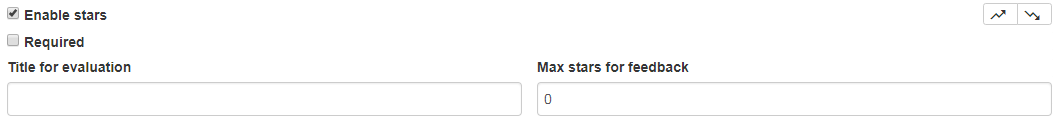 Enable stars
Required
Title for evaluation
Max stars for feedback
0